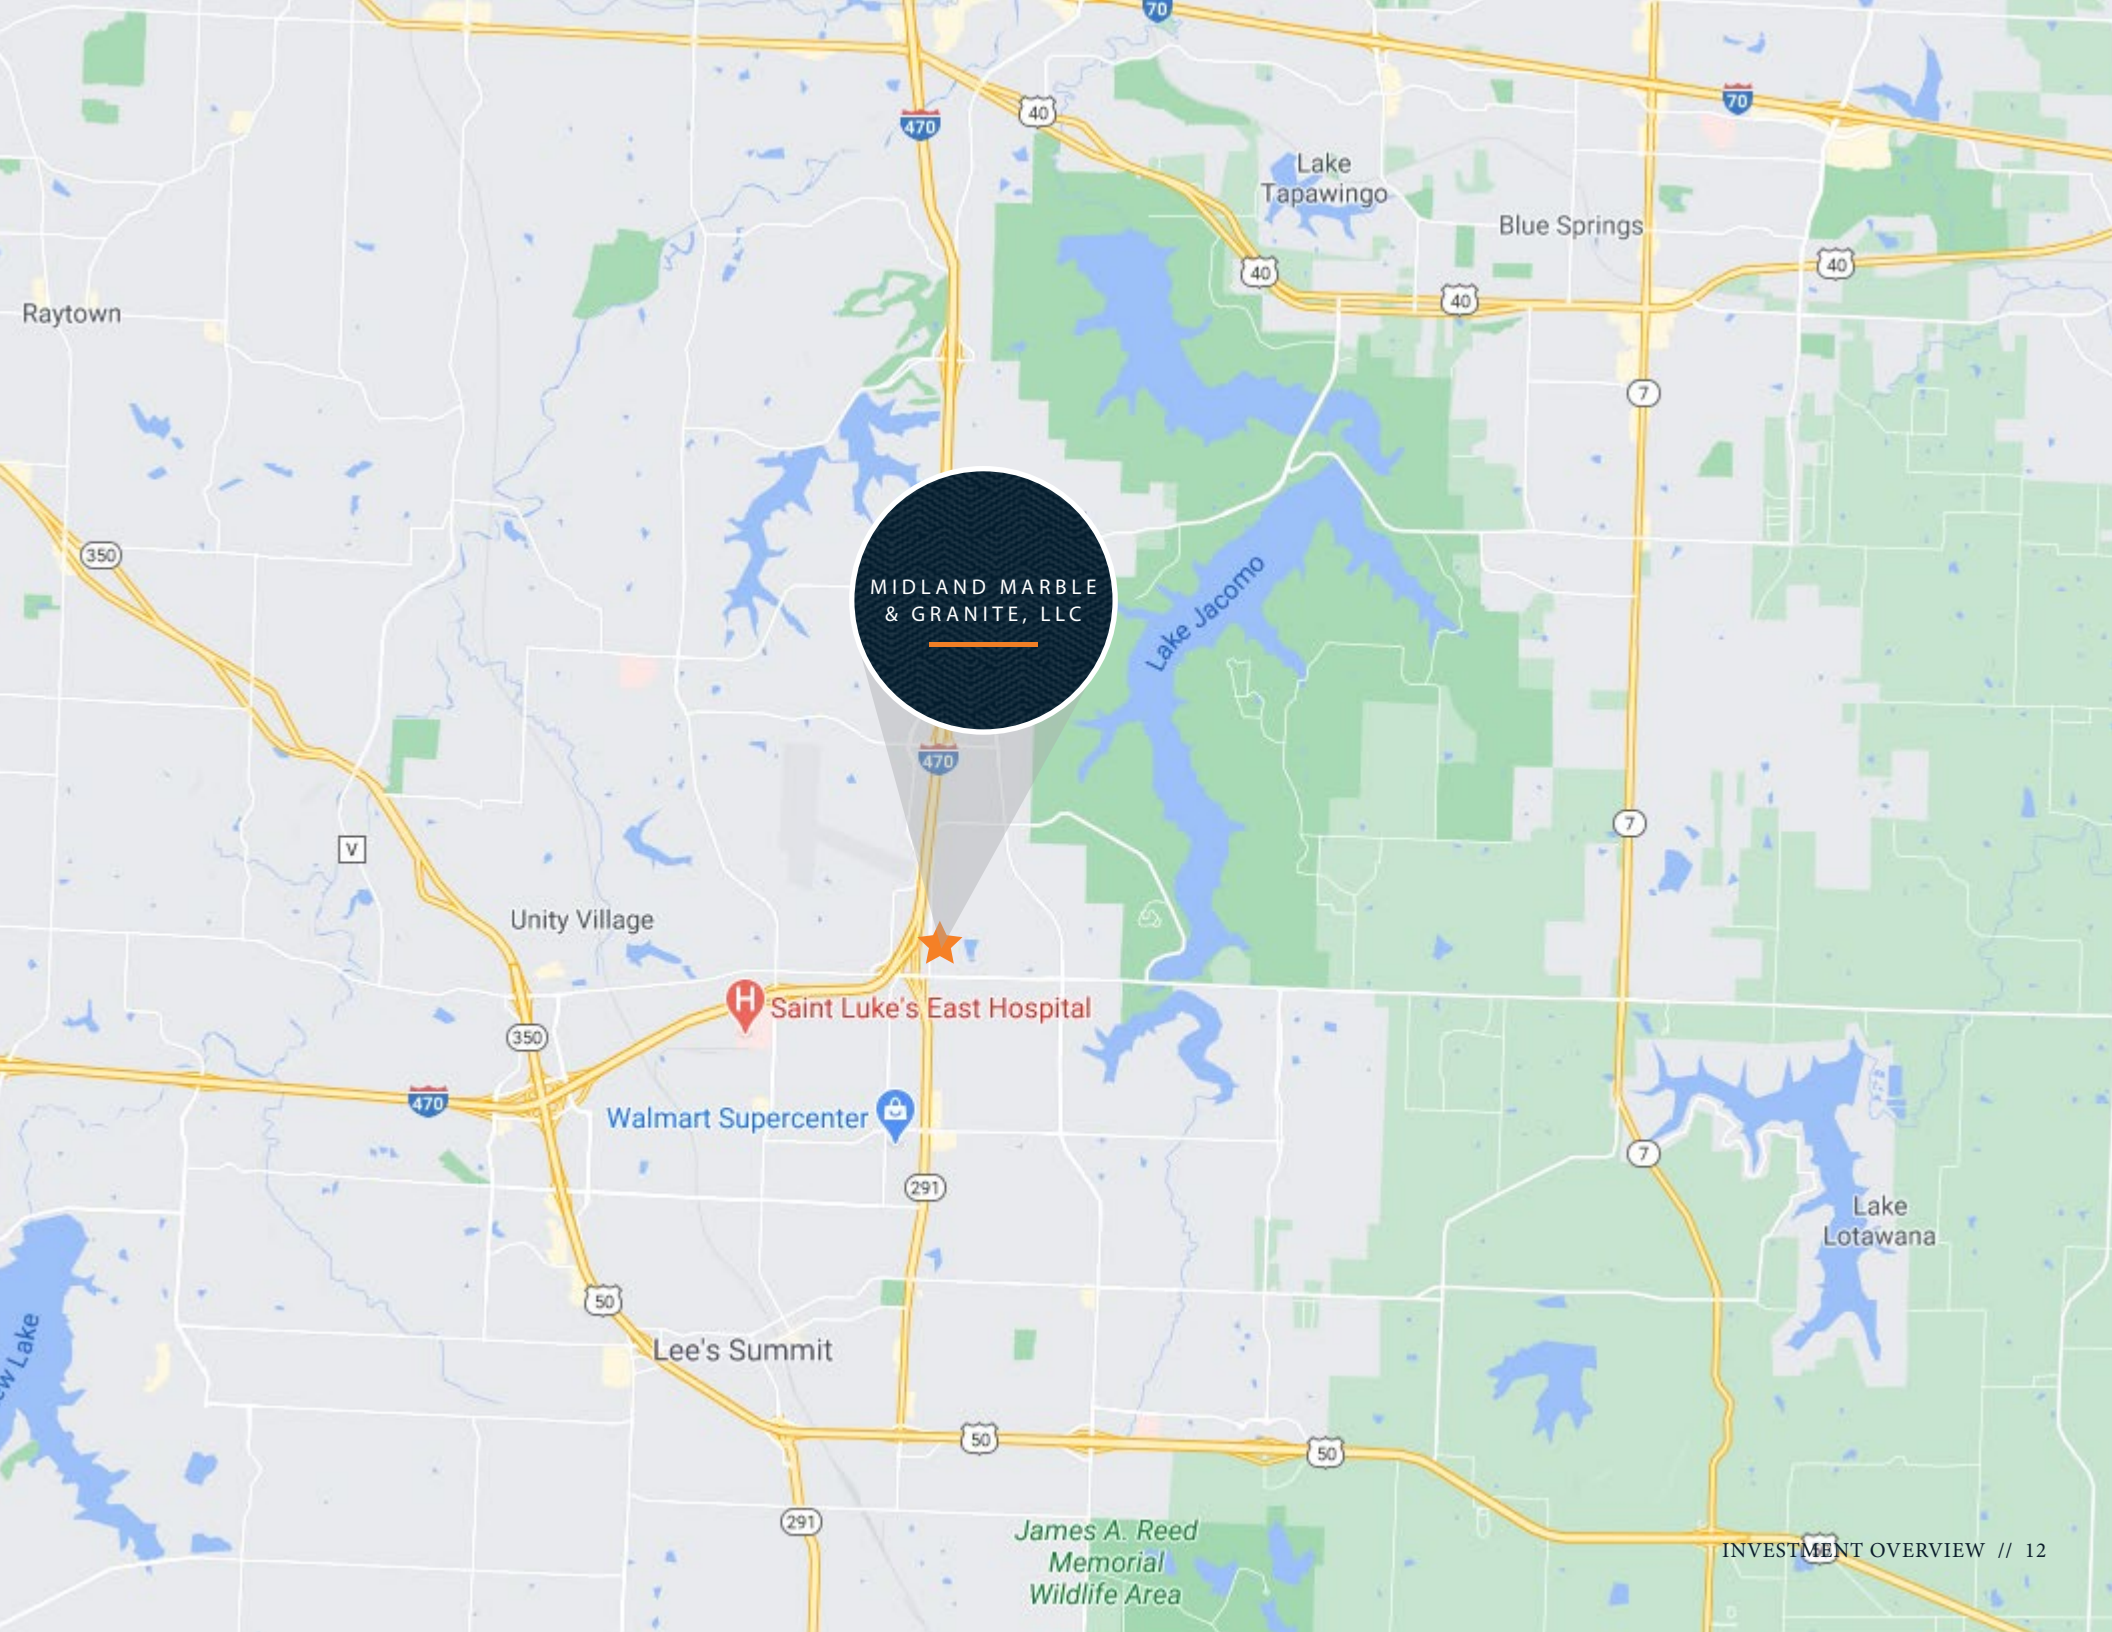 70
40
470
70
Lake
Tapawingo
Blue Springs
40
40
40
Raytown
7
350
MIDLAND MARBLE
& GRANITE, LLC
Lake Jacomo
470
7
V
Unity Village
Saint Luke's East Hospital
H
350
470
Walmart Supercenter
7
291
Lake
Lotawana
50
Lee's Summit
50
50
291
James A. Reed
Memorial
Wildlife Area
INVESTMENT OVERVIEW // 12